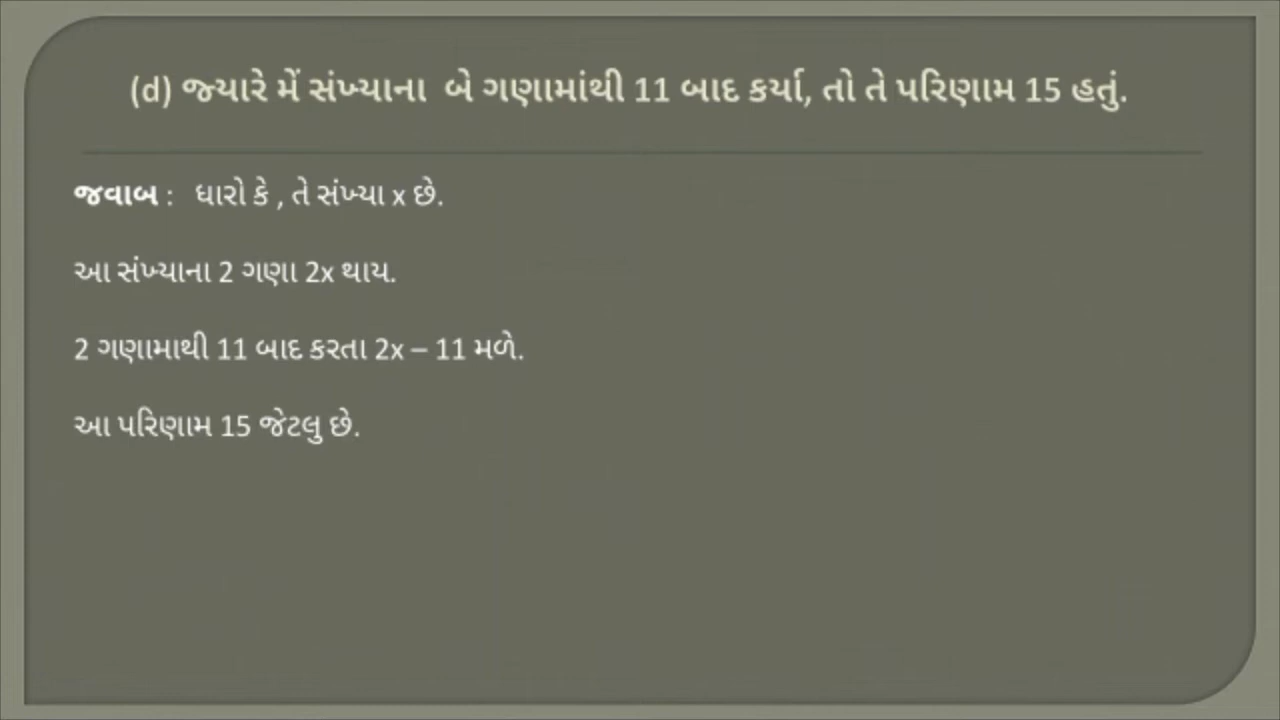 (d) જ્યારે મેં સંખ્યાના બે ગણામાંથી 11 બાદ કર્યા, તો તે પરિણામ 15 હતું.
જવાબ : ધારો કે , તે સંખ્યા x છે.
આ સંખ્યાના 2 ગણા 2x થાય.
2 ગણામાથી 11 બાદ કરતા 2x – 11 મળે.
આ પરિણામ 15 જેટલુ છે.